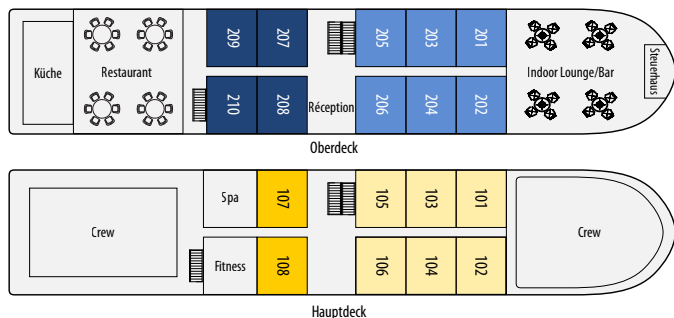 209 207 205 203 201
Küche Restaurant Indoor Lounge/Bar Steuerhaus
210 208 Réception 206 204 202
Oberdeck
Spa 107 105 103 101
Crew Crew
Fitness 108 106 104 102
Hauptdeck